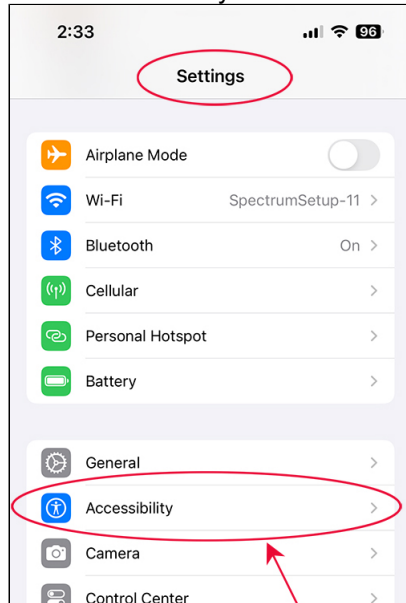 2:33 96
Settings
Airplane Mode
Wi-Fi SpectrumSetup-11
Bluetooth On
Cellular
Personal Hotspot
Battery
General
Accessibility
Camera
Control Center